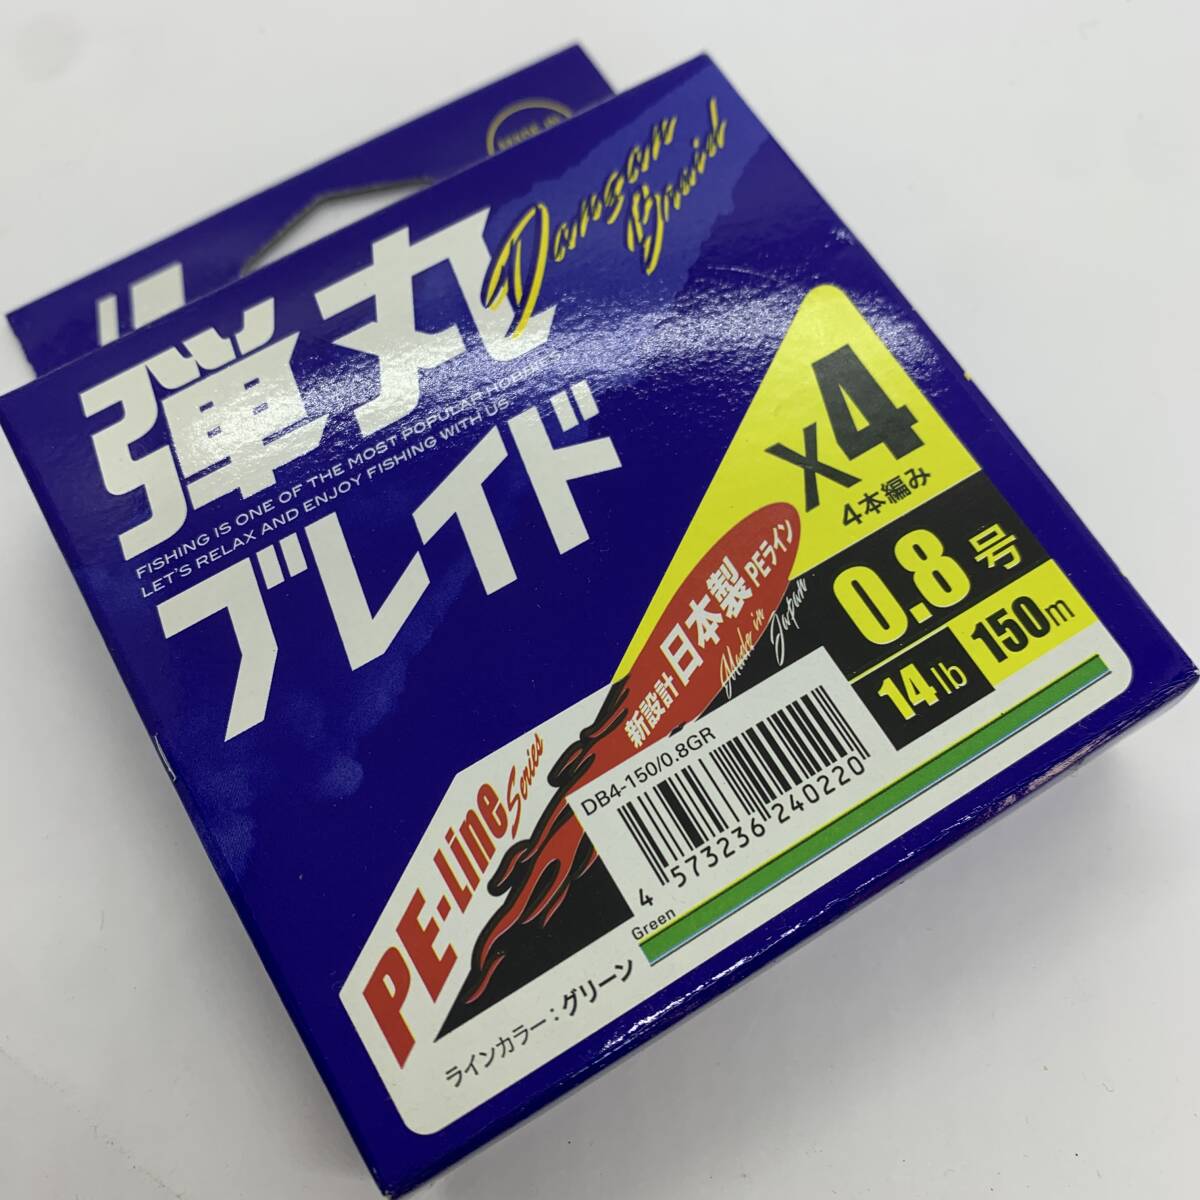 弾丸
Dangan
Braid
ブレイド
FISHING IS ONE OF THE MOST POPULAR
LET'S RELAX AND ENJOY FISHING WITH US
X4
4本編み
0.8号
14lb
150m
新設計 日本製 PEライン
Made in Japan
PE-Line Series
DB4-150/0.8GR
4 573236 240220
Green
ラインカラー：グリーン